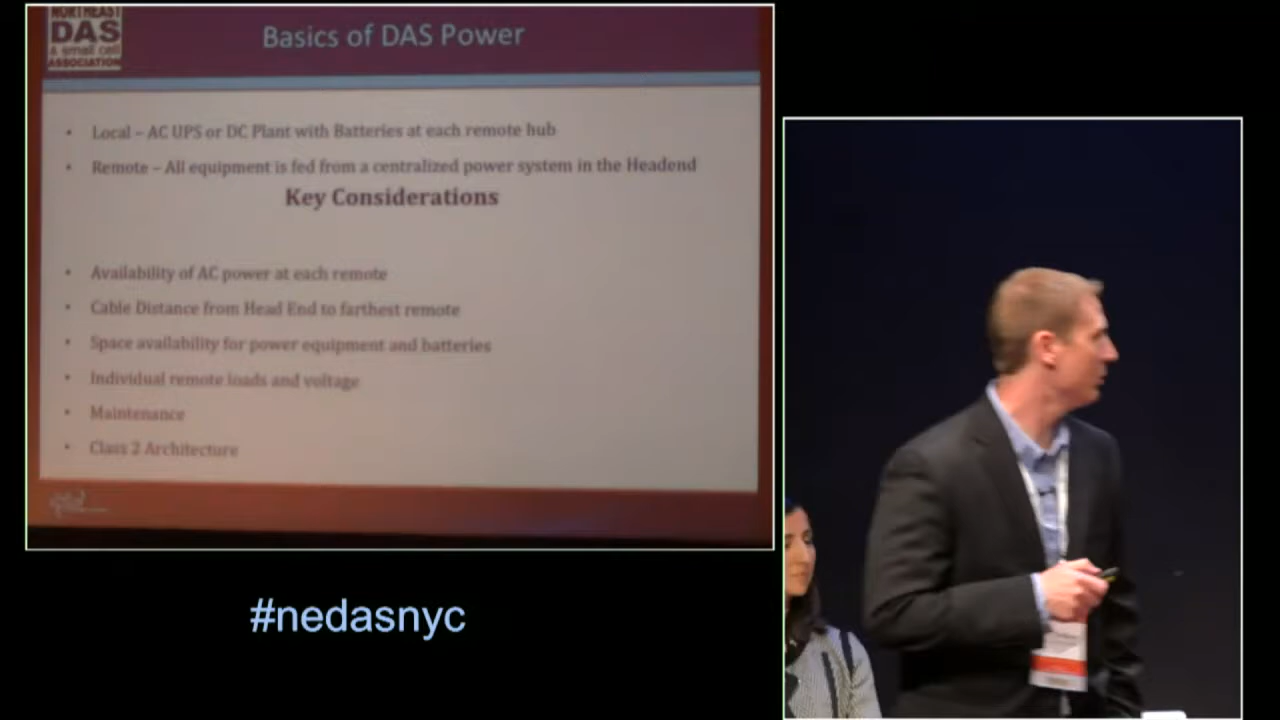 NORTHEAST
DAS
& small cell
ASSOCIATION
Basics of DAS Power
• Local – AC UPS or DC Plant with Batteries at each remote hub
• Remote – All equipment is fed from a centralized power system in the Headend
Key Considerations
• Availability of AC power at each remote
• Cable Distance from Head End to farthest remote
• Space availability for power equipment and batteries
• Individual remote loads and voltage
• Maintenance
• Class 2 Architecture
#nedasnyc